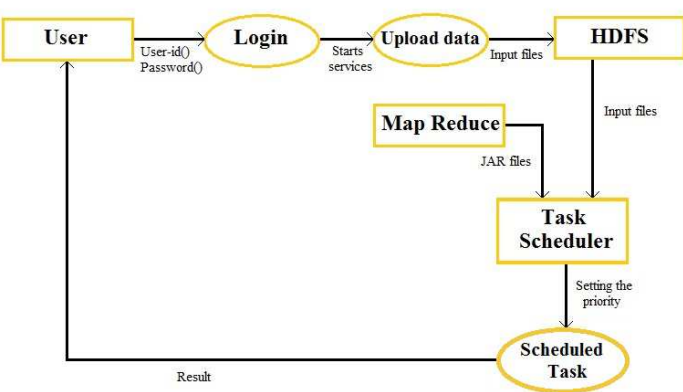 User
User-id()
Password()
Login
Starts
services
Upload data
Input files
HDFS
Input files
Map Reduce
JAR files
Task
Scheduler
Setting the
priority
Scheduled
Task
Result